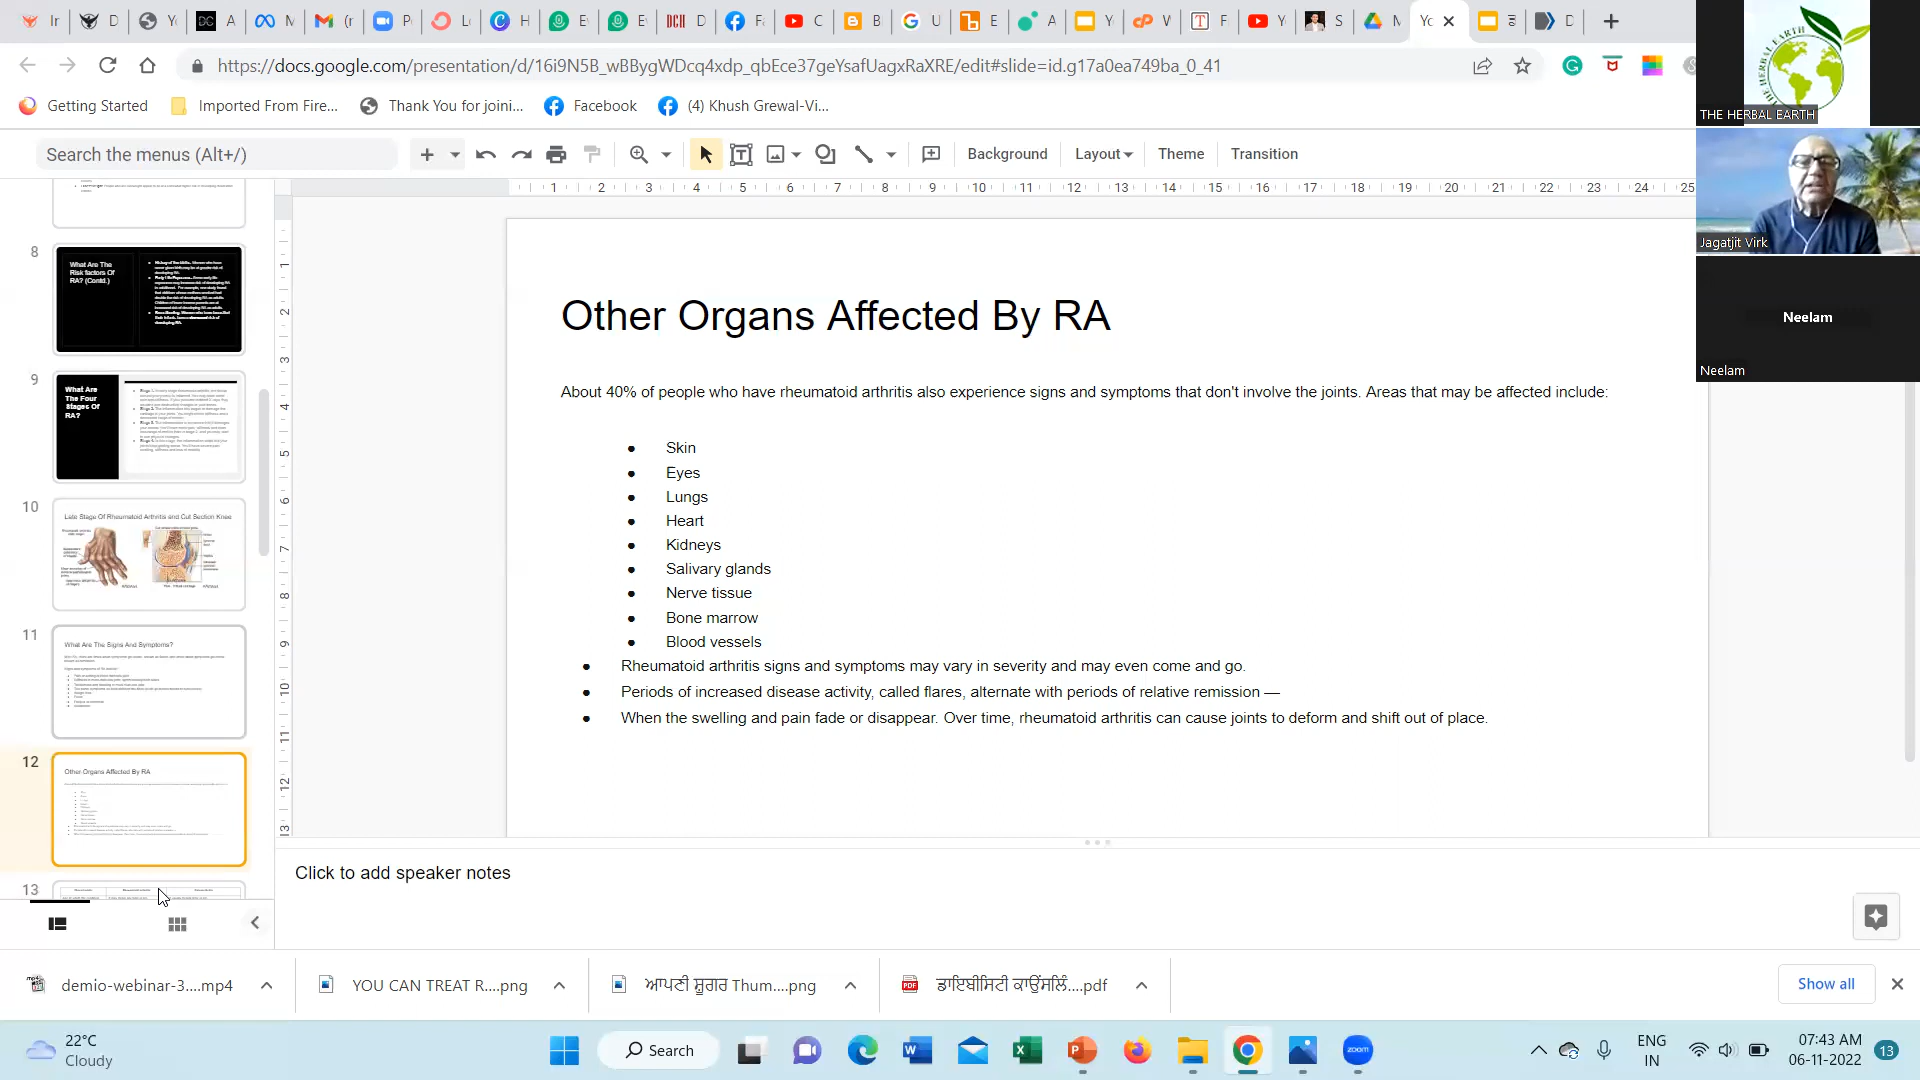 https://docs.google.com/presentation/d/16i9N5B_wBBygWDcq4xdp_qbEce37geYsafUagxRaXRE/edit#slide=id.g17a0ea749ba_0_41
Getting Started
Imported From Fire...
Thank You for joini...
Facebook
(4) Khush Grewal-Vi...
THE HERBAL EARTH
Search the menus (Alt+/)
Background
Layout
Theme
Transition
Jagatjit Virk
Neelam
Neelam
8
What Are The
Risk factors Of
RA? (Contd.)
9
What Are
The Four
Stages Of
RA?
10
Late Stage Of Rheumatoid Arthritis and Cut Section Knee
11
What Are The Signs And Symptoms?
12
Other Organs Affected By RA
13
Other Organs Affected By RA
About 40% of people who have rheumatoid arthritis also experience signs and symptoms that don't involve the joints. Areas that may be affected include:
● Skin
● Eyes
● Lungs
● Heart
● Kidneys
● Salivary glands
● Nerve tissue
● Bone marrow
● Blood vessels
● Rheumatoid arthritis signs and symptoms may vary in severity and may even come and go.
● Periods of increased disease activity, called flares, alternate with periods of relative remission —
● When the swelling and pain fade or disappear. Over time, rheumatoid arthritis can cause joints to deform and shift out of place.
Click to add speaker notes
demio-webinar-3....mp4
YOU CAN TREAT R....png
ਆਪਣੀ ਸ਼ੂਗਰ Thum....png
ਡਾਇਬੀਸਿਟੀ ਕਾਉਂਸਲਿੰ....pdf
Show all
22°C
Cloudy
Search
ENG
IN
07:43 AM
06-11-2022
13